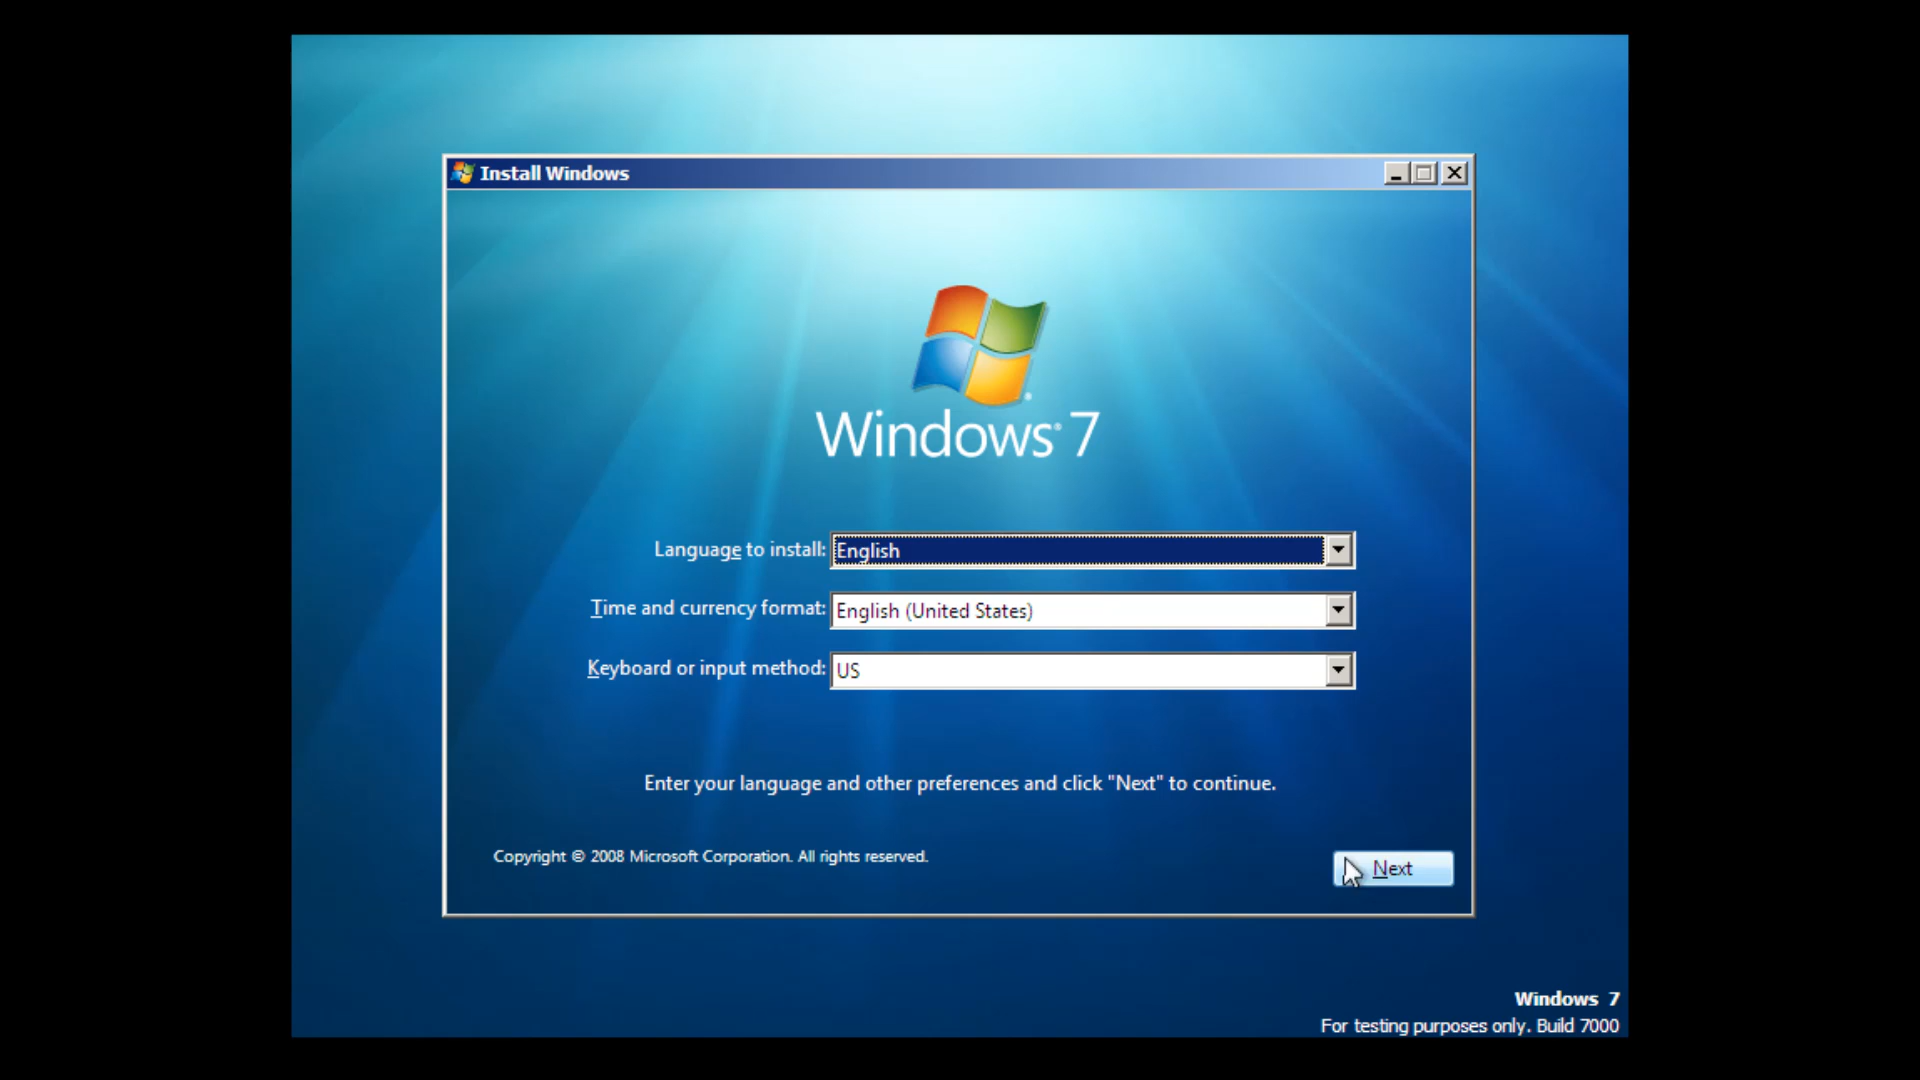 Install Windows
Windows® 7
Language to install: English
Time and currency format: English (United States)
Keyboard or input method: US
Enter your language and other preferences and click "Next" to continue.
Copyright © 2008 Microsoft Corporation. All rights reserved.
Next
Windows 7
For testing purposes only. Build 7000